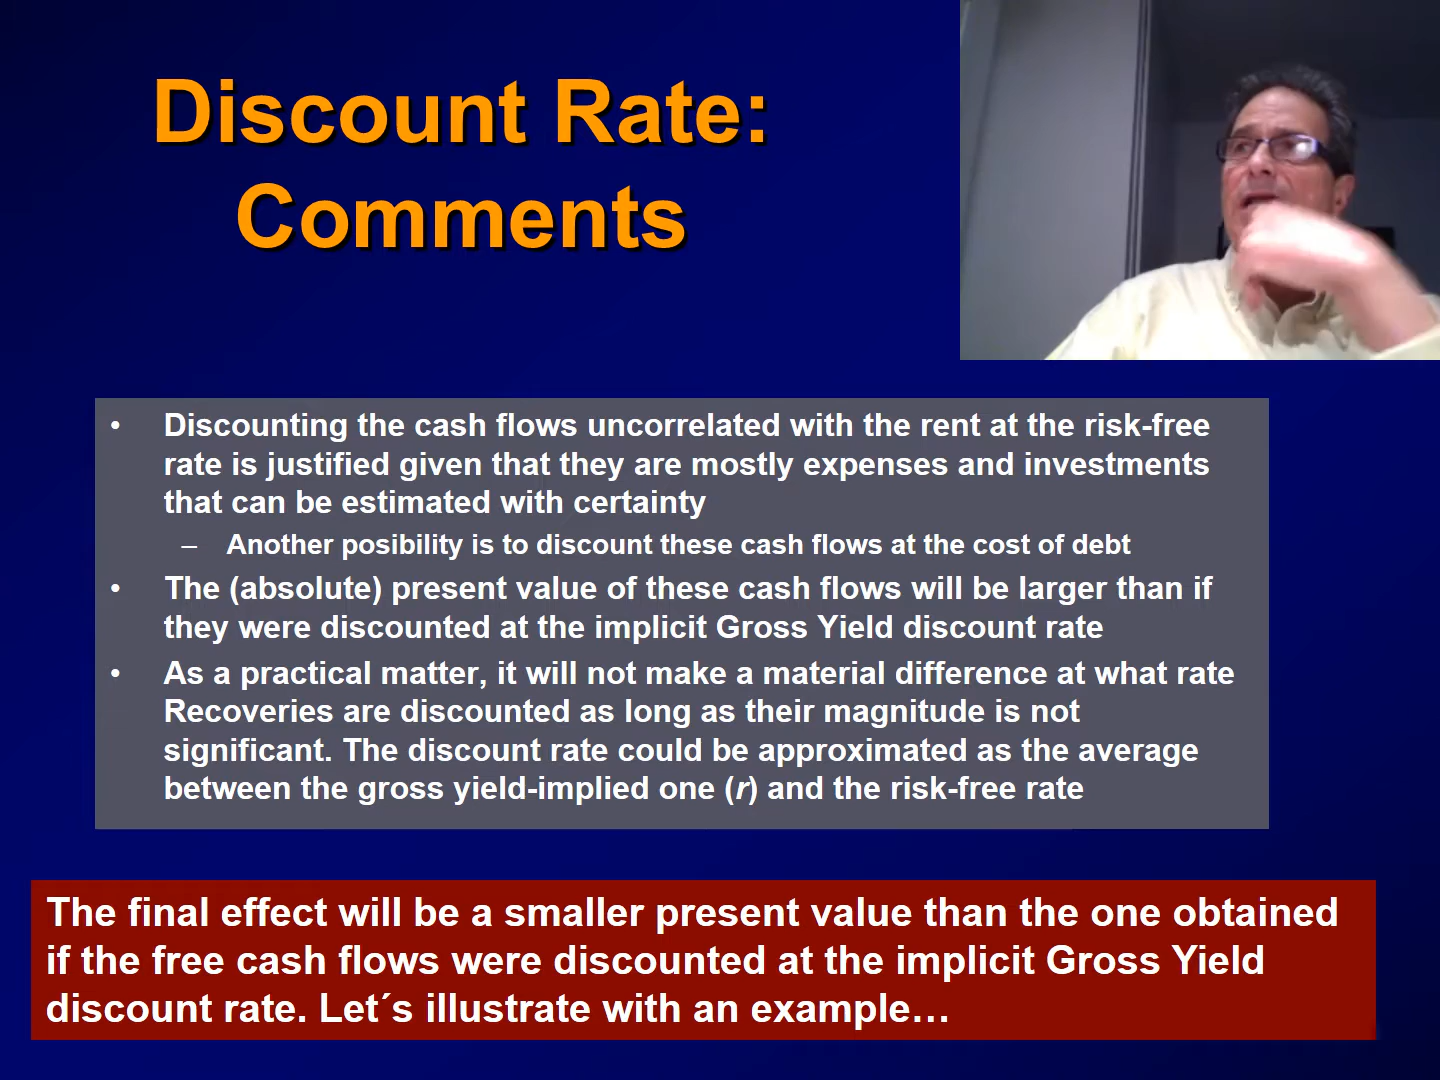 Discount Rate:
Comments
• Discounting the cash flows uncorrelated with the rent at the risk-free
rate is justified given that they are mostly expenses and investments
that can be estimated with certainty
– Another posibility is to discount these cash flows at the cost of debt
• The (absolute) present value of these cash flows will be larger than if
they were discounted at the implicit Gross Yield discount rate
• As a practical matter, it will not make a material difference at what rate
Recoveries are discounted as long as their magnitude is not
significant. The discount rate could be approximated as the average
between the gross yield-implied one (r) and the risk-free rate
The final effect will be a smaller present value than the one obtained
if the free cash flows were discounted at the implicit Gross Yield
discount rate. Let´s illustrate with an example…